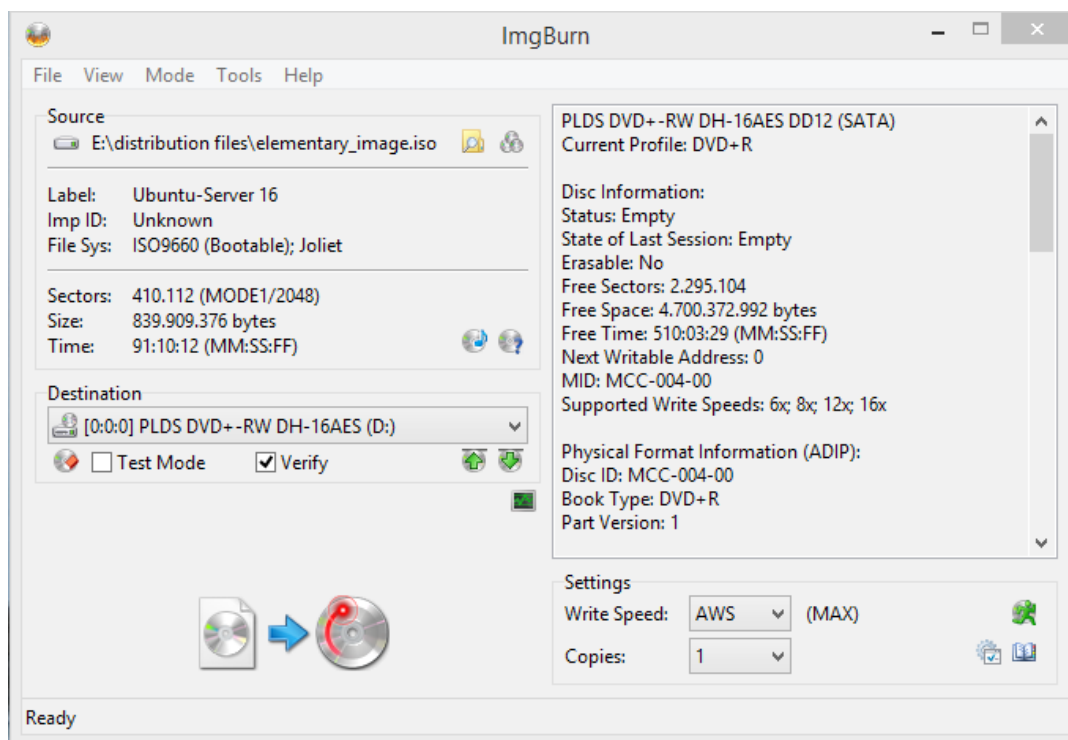 ImgBurn
File View Mode Tools Help
Source
E:\distribution files\elementary_image.iso
Label: Ubuntu-Server 16
Imp ID: Unknown
File Sys: ISO9660 (Bootable); Joliet
Sectors: 410.112 (MODE1/2048)
Size: 839.909.376 bytes
Time: 91:10:12 (MM:SS:FF)
Destination
[0:0:0] PLDS DVD+-RW DH-16AES (D:)
Test Mode Verify
PLDS DVD+-RW DH-16AES DD12 (SATA)
Current Profile: DVD+R
Disc Information:
Status: Empty
State of Last Session: Empty
Erasable: No
Free Sectors: 2.295.104
Free Space: 4.700.372.992 bytes
Free Time: 510:03:29 (MM:SS:FF)
Next Writable Address: 0
MID: MCC-004-00
Supported Write Speeds: 6x; 8x; 12x; 16x
Physical Format Information (ADIP):
Disc ID: MCC-004-00
Book Type: DVD+R
Part Version: 1
Settings
Write Speed: AWS (MAX)
Copies: 1
Ready